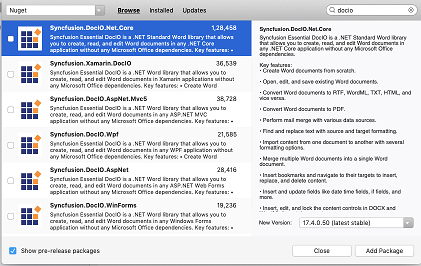 Nuget
Browse
Installed
Updates
docio
Syncfusion.DocIO.Net.Core 1,28,458
Syncfusion Essential DocIO is a .NET Standard Word library that allows
you to create, read, and edit Word documents in any .NET Core
application without any Microsoft Office dependencies. Key features: •
Syncfusion.Xamarin.DocIO 36,539
Syncfusion Essential DocIO is a .NET Word library that allows you to
create, read, and edit Word documents in Xamarin applications without
any Microsoft Office dependencies. Key features: • Create Word
Syncfusion.DocIO.AspNet.Mvc5 38,728
Syncfusion Essential DocIO is a .NET Word library that allows you to
create, read, and edit Word documents in any ASP.NET MVC
application without any Microsoft Office dependencies. Key features: •
Syncfusion.DocIO.Wpf 21,585
Syncfusion Essential DocIO is a .NET Word library that allows you to
create, read, and edit Word documents in any WPF application without
any Microsoft Office dependencies. Key features: • Create Word
Syncfusion.DocIO.AspNet 28,416
Syncfusion Essential DocIO is a .NET Word library that allows you to
create, read, and edit Word documents in any ASP.NET Web Forms
application without any Microsoft Office dependencies. Key features: •
Syncfusion.DocIO.WinForms 19,236
Syncfusion Essential DocIO is a .NET Word library that allows you to
create, read, and edit Word documents in any Windows Forms
application without any Microsoft Office dependencies. Key features: •
Syncfusion.DocIO.Net.Core
Syncfusion Essential DocIO is a .NET Standard Word library
that allows you to create, read, and edit Word documents in
any .NET Core application without any Microsoft Office
dependencies.
Key features:
• Create Word documents from scratch.
• Open, edit, and save existing Word documents.
• Convert Word documents to RTF, WordML, TXT, HTML, and
vice versa.
• Convert Word documents to PDF.
• Perform mail merge with various data sources.
• Find and replace text with source and target formatting.
• Import content from one document to another with several
formatting options.
• Merge multiple Word documents into a single Word
document.
• Insert bookmarks and navigate to their targets to insert,
replace, and delete content.
• Insert and update fields like date time fields, if fields, and
more.
• Insert, edit, and lock the content controls in DOCX and
New Version: 17.4.0.50 (latest stable)
Show pre-release packages
Close
Add Package